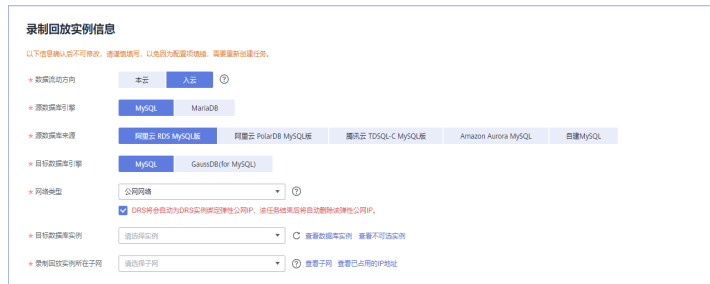 录制回放实例信息
以下信息确认后不可修改，请谨慎填写，以免因为配置项填错，需要重新创建任务。
* 数据流动方向 本云 入云 ?
* 源数据库引擎 MySQL MariaDB
* 源数据库来源 阿里云 RDS MySQL版 阿里云 PolarDB MySQL版 腾讯云 TDSQL-C MySQL版 Amazon Aurora MySQL 自建MySQL
* 目标数据库引擎 MySQL GaussDB(for MySQL)
* 网络类型 公网网络 ?
DRS将会自动为DRS实例绑定弹性公网IP，该任务结束后将自动删除该弹性公网IP。
* 目标数据库实例 请选择实例 查看数据库实例 查看不可选实例
* 录制回放实例所在子网 请选择子网 ? 查看子网 查看已占用的IP地址